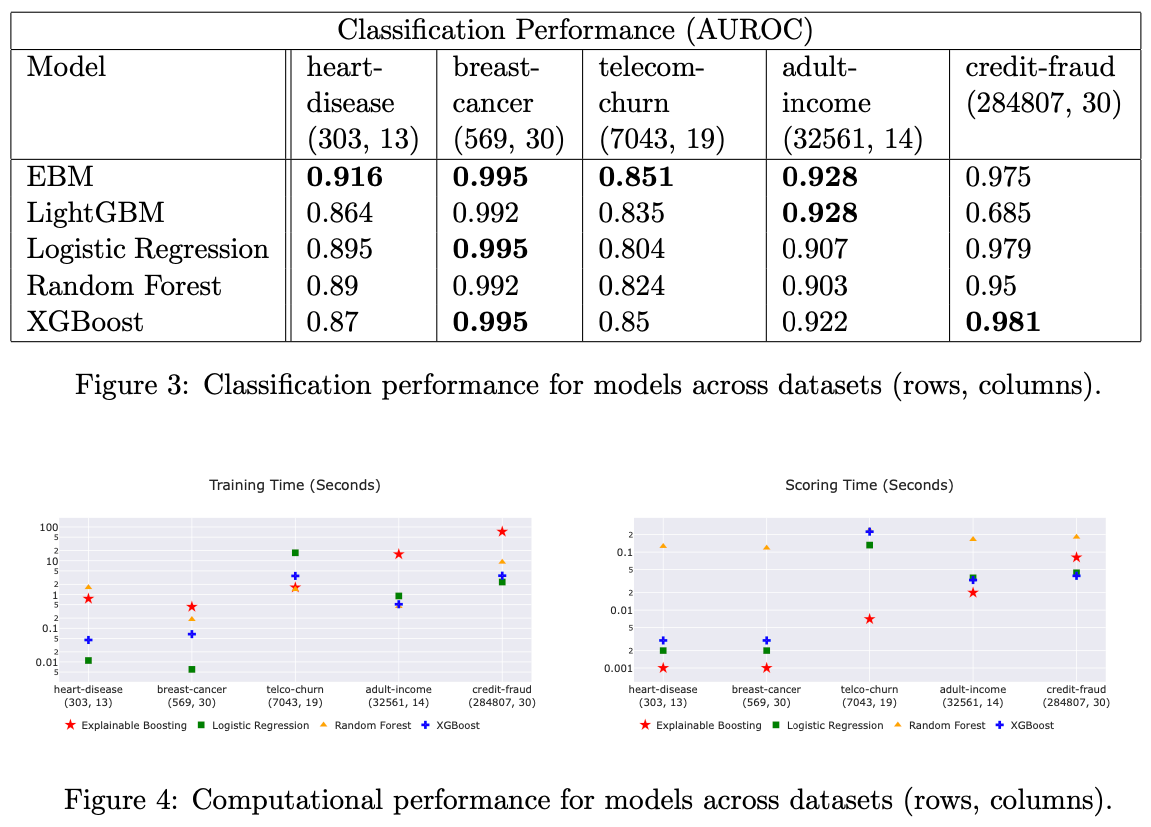 Classification Performance (AUROC)
Model heart-disease (303, 13) breast-cancer (569, 30) telecom-churn (7043, 19) adult-income (32561, 14) credit-fraud (284807, 30)
EBM 0.916 0.995 0.851 0.928 0.975
LightGBM 0.864 0.992 0.835 0.928 0.685
Logistic Regression 0.895 0.995 0.804 0.907 0.979
Random Forest 0.89 0.992 0.824 0.903 0.95
XGBoost 0.87 0.995 0.85 0.922 0.981
Figure 3: Classification performance for models across datasets (rows, columns).
Training Time (Seconds)
100
5
2
10
5
2
1
5
2
0.1
5
2
0.01
5
heart-disease breast-cancer telco-churn adult-income credit-fraud
(303, 13) (569, 30) (7043, 19) (32561, 14) (284807, 30)
Explainable Boosting Logistic Regression Random Forest XGBoost
Scoring Time (Seconds)
2
0.1
5
2
0.01
5
2
0.001
heart-disease breast-cancer telco-churn adult-income credit-fraud
(303, 13) (569, 30) (7043, 19) (32561, 14) (284807, 30)
Explainable Boosting Logistic Regression Random Forest XGBoost
Figure 4: Computational performance for models across datasets (rows, columns).